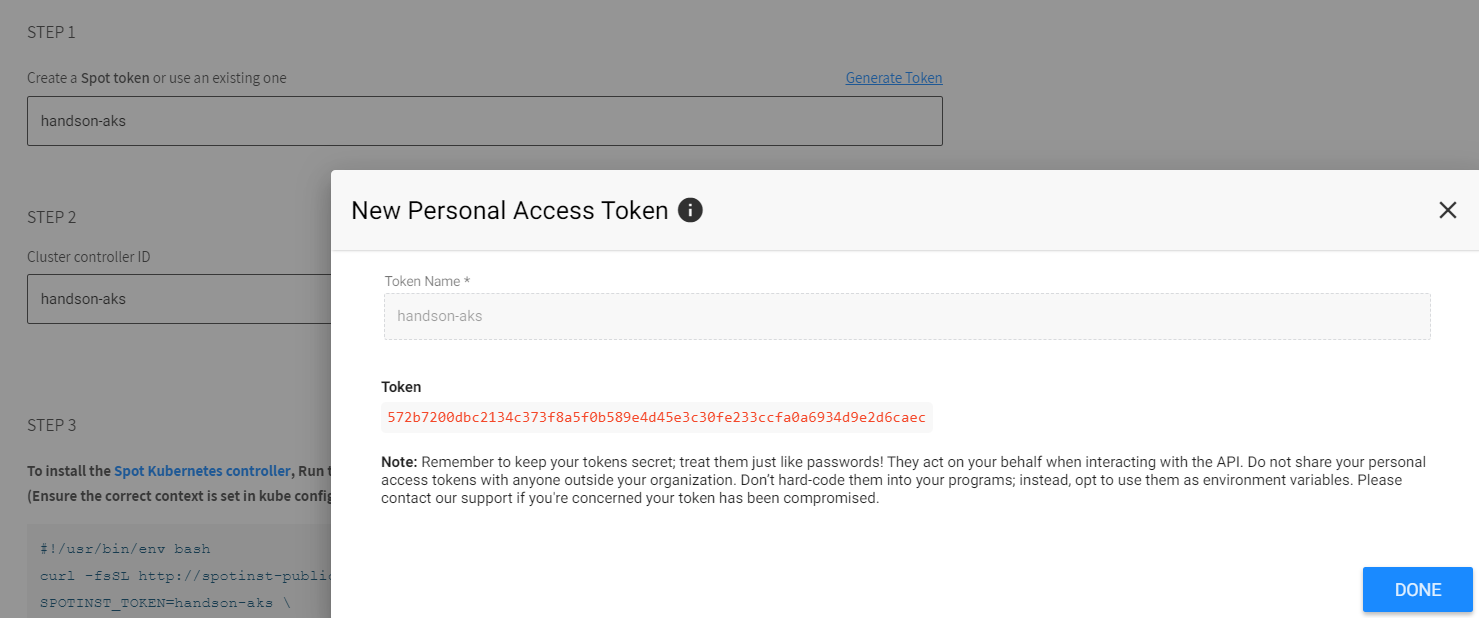 STEP 1
Create a Spot token or use an existing one
Generate Token
handson-aks
STEP 2
Cluster controller ID
handson-aks
STEP 3
To install the Spot Kubernetes controller, Run
(Ensure the correct context is set in kube config
#!/usr/bin/env bash
curl -fsSL http://spotinst-public
SPOTINST_TOKEN=handson-aks \
New Personal Access Token
Token Name *
handson-aks
Token
572b7200dbc2134c373f8a5f0b589e4d45e3c30fe233ccfa0a6934d9e2d6caec
Note: Remember to keep your tokens secret; treat them just like passwords! They act on your behalf when interacting with the API. Do not share your personal
access tokens with anyone outside your organization. Don't hard-code them into your programs; instead, opt to use them as environment variables. Please
contact our support if you're concerned your token has been compromised.
DONE